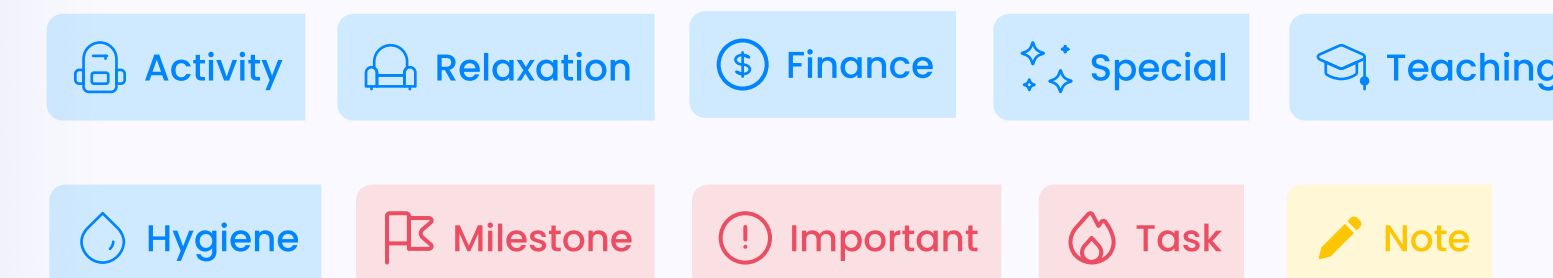 Activity Relaxation Finance Special Teaching
Hygiene Milestone Important Task Note